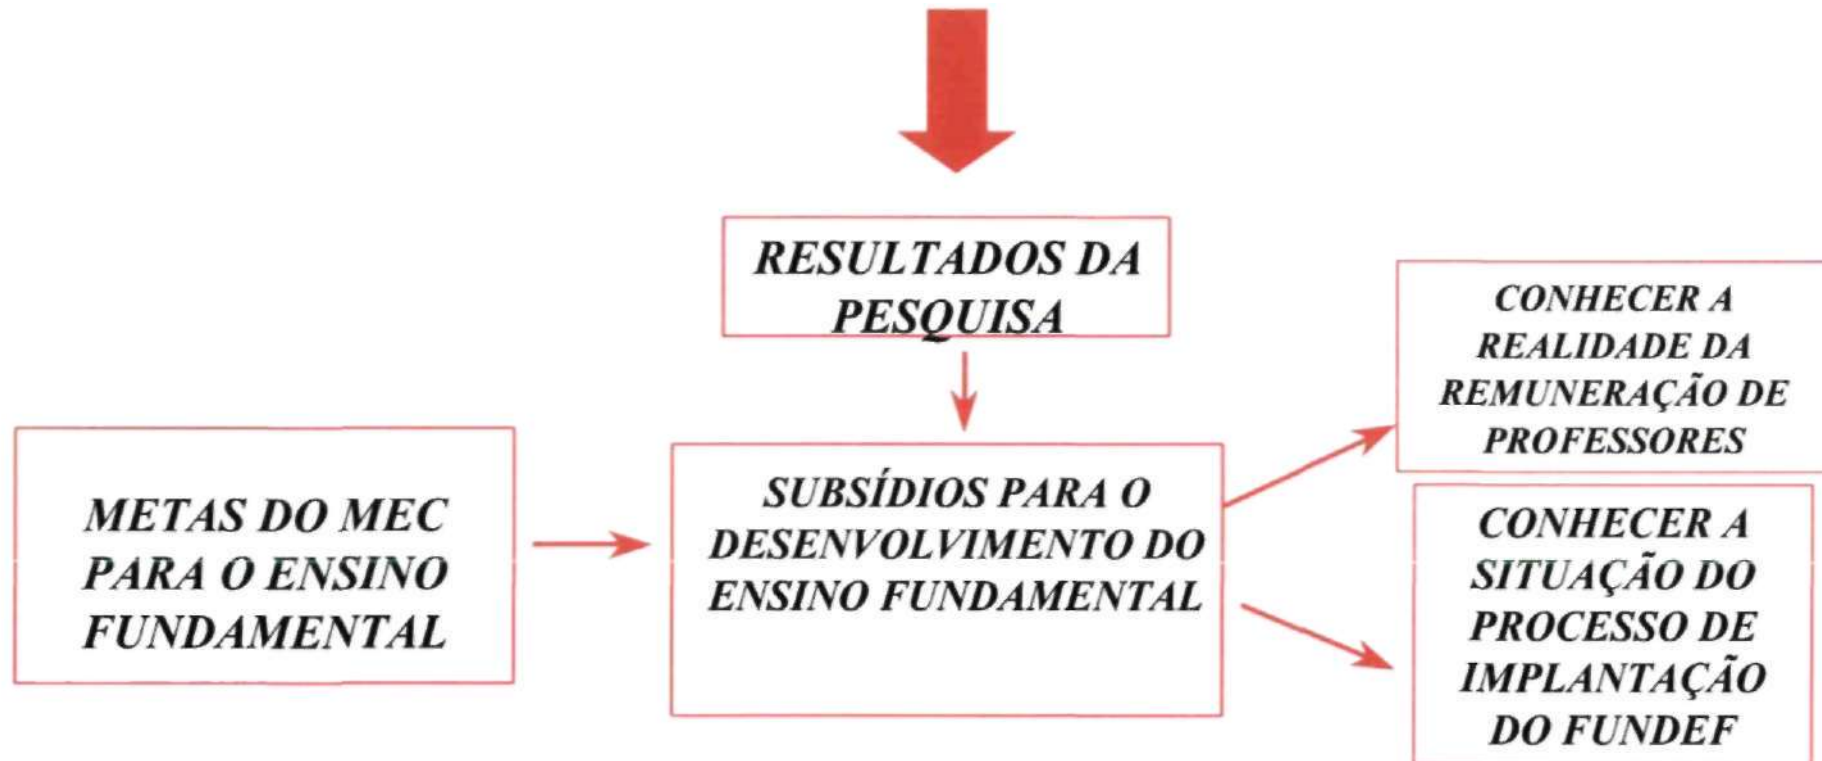 RESULTADOS DA
PESQUISA
METAS DO MEC
PARA O ENSINO
FUNDAMENTAL
SUBSÍDIOS PARA O
DESENVOLVIMENTO DO
ENSINO FUNDAMENTAL
CONHECER A
REALIDADE DA
REMUNERAÇÃO DE
PROFESSORES
CONHECER A
SITUAÇÃO DO
PROCESSO DE
IMPLANTAÇÃO
DO FUNDEF